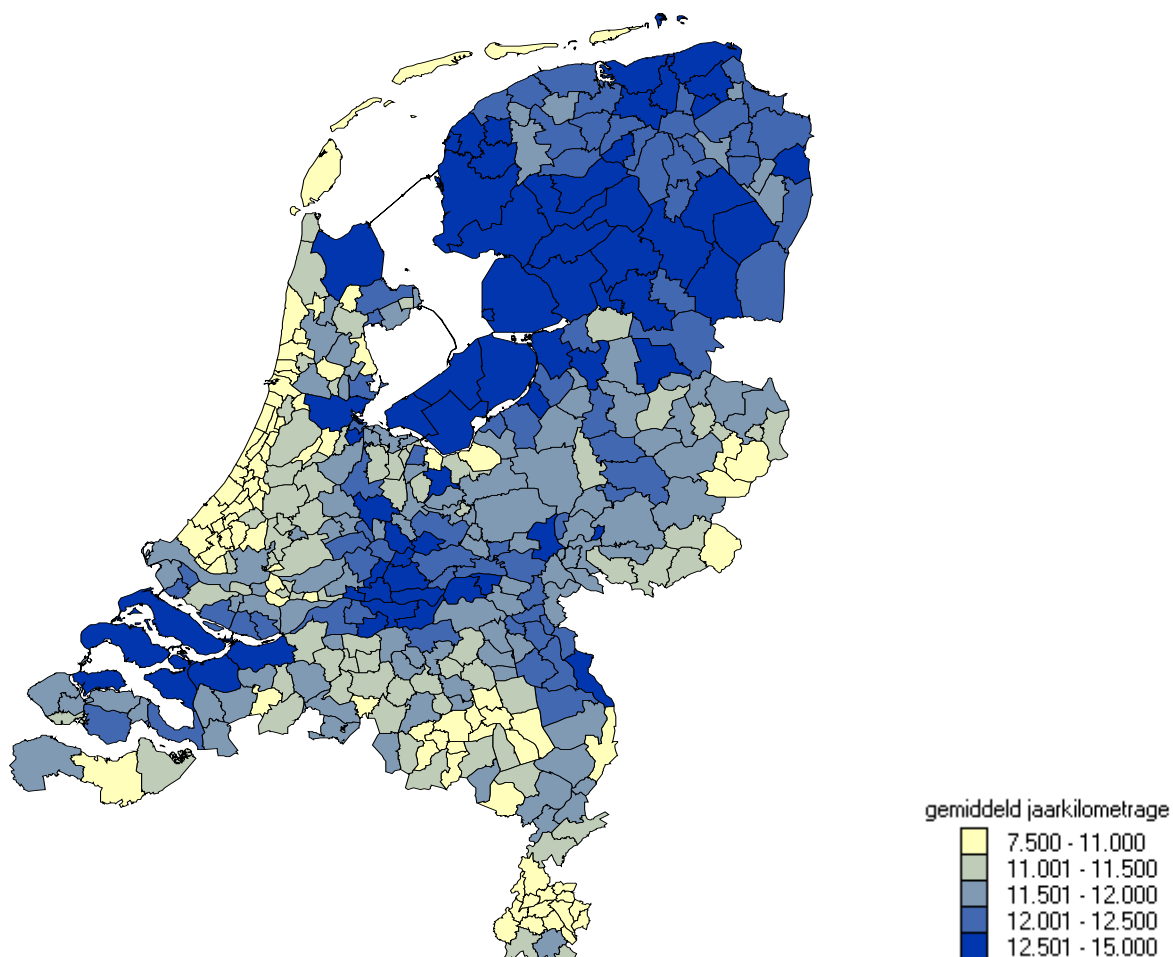 gemiddeld jaarkilometrage
7.500 - 11.000
11.001 - 11.500
11.501 - 12.000
12.001 - 12.500
12.501 - 15.000